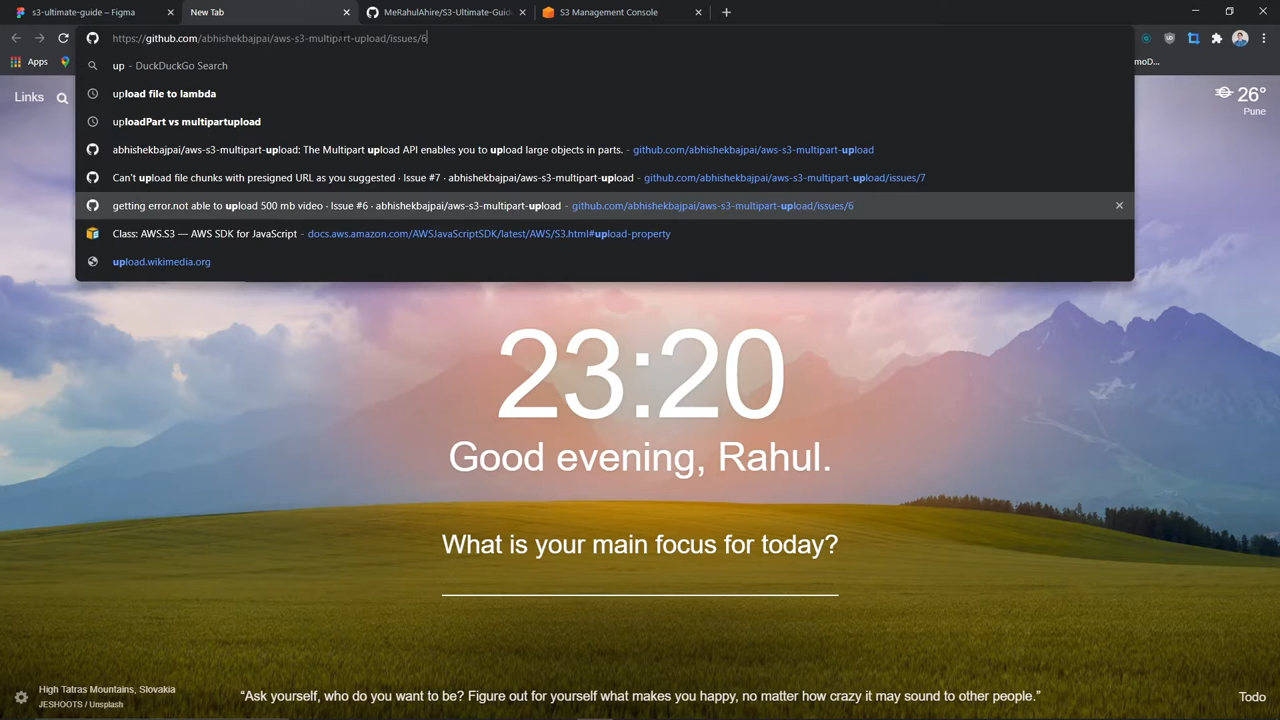 s3-ultimate-guide – Figma
New Tab
MeRahulAhire/S3-Ultimate-Guid
S3 Management Console
https://github.com/abhishekbajpai/aws-s3-multipart-upload/issues/6
Apps
moD...
up - DuckDuckGo Search
upload file to lambda
uploadPart vs multipartupload
abhishekbajpai/aws-s3-multipart-upload: The Multipart upload API enables you to upload large objects in parts. - github.com/abhishekbajpai/aws-s3-multipart-upload
Can't upload file chunks with presigned URL as you suggested · Issue #7 · abhishekbajpai/aws-s3-multipart-upload - github.com/abhishekbajpai/aws-s3-multipart-upload/issues/7
getting error.not able to upload 500 mb video · Issue #6 · abhishekbajpai/aws-s3-multipart-upload - github.com/abhishekbajpai/aws-s3-multipart-upload/issues/6
Class: AWS.S3 — AWS SDK for JavaScript - docs.aws.amazon.com/AWSJavaScriptSDK/latest/AWS/S3.html#upload-property
upload.wikimedia.org
Links
26°
Pune
23:20
Good evening, Rahul.
What is your main focus for today?
High Tatras Mountains, Slovakia
JESHOOTS / Unsplash
“Ask yourself, who do you want to be? Figure out for yourself what makes you happy, no matter how crazy it may sound to other people.”
Todo